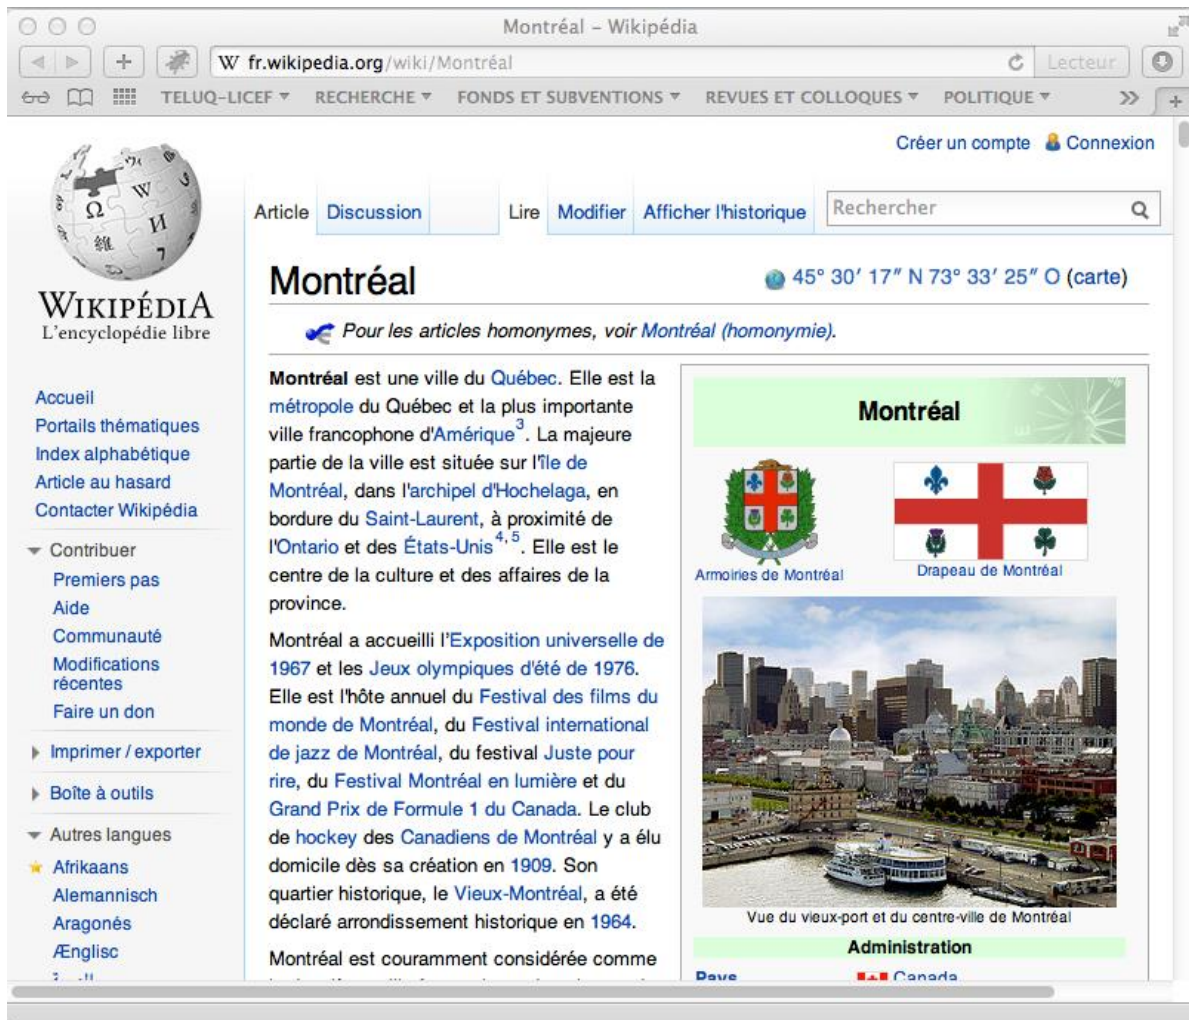 Montréal – Wikipédia
W fr.wikipedia.org/wiki/Montréal
Lecteur
TELUQ-LICEF
RECHERCHE
FONDS ET SUBVENTIONS
REVUES ET COLLOQUES
POLITIQUE
Créer un compte
Connexion
Article
Discussion
Lire
Modifier
Afficher l'historique
Rechercher
WIKIPÉDIA
L'encyclopédie libre
Accueil
Portails thématiques
Index alphabétique
Article au hasard
Contacter Wikipédia
Contribuer
Premiers pas
Aide
Communauté
Modifications
récentes
Faire un don
Imprimer / exporter
Boîte à outils
Autres langues
Afrikaans
Alemannisch
Aragonés
Ænglisc
Montréal
45° 30′ 17″ N 73° 33′ 25″ O (carte)
Pour les articles homonymes, voir Montréal (homonymie).
Montréal est une ville du Québec. Elle est la
métropole du Québec et la plus importante
ville francophone d'Amérique3. La majeure
partie de la ville est située sur l'île de
Montréal, dans l'archipel d'Hochelaga, en
bordure du Saint-Laurent, à proximité de
l'Ontario et des États-Unis4, 5. Elle est le
centre de la culture et des affaires de la
province.
Montréal a accueilli l'Exposition universelle de
1967 et les Jeux olympiques d'été de 1976.
Elle est l'hôte annuel du Festival des films du
monde de Montréal, du Festival international
de jazz de Montréal, du festival Juste pour
rire, du Festival Montréal en lumière et du
Grand Prix de Formule 1 du Canada. Le club
de hockey des Canadiens de Montréal y a élu
domicile dès sa création en 1909. Son
quartier historique, le Vieux-Montréal, a été
déclaré arrondissement historique en 1964.
Montréal est couramment considérée comme
Montréal
Armoiries de Montréal
Drapeau de Montréal
Vue du vieux-port et du centre-ville de Montréal
Administration
Pays
Canada